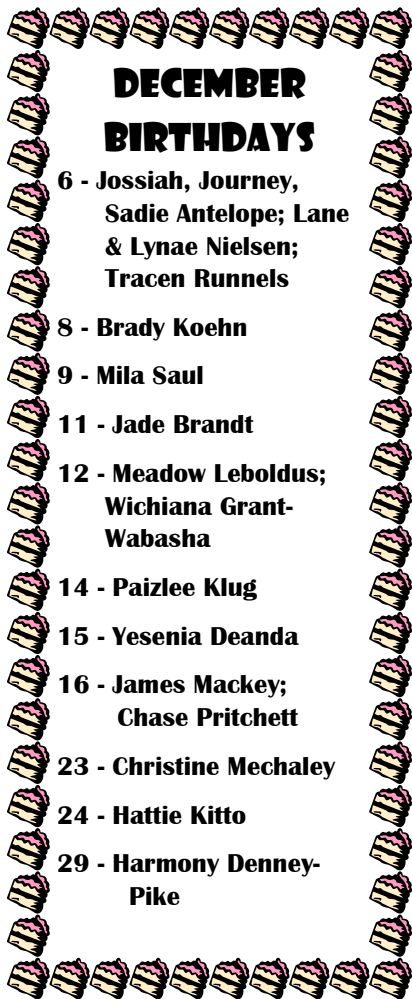 DECEMBER
BIRTHDAYS
6 - Jossiah, Journey,
Sadie Antelope; Lane
& Lynae Nielsen;
Tracen Runnels
8 - Brady Koehn
9 - Mila Saul
11 - Jade Brandt
12 - Meadow Leboldus;
Wichiana Grant-
Wabasha
14 - Paizlee Klug
15 - Yesenia Deanda
16 - James Mackey;
Chase Pritchett
23 - Christine Mechaley
24 - Hattie Kitto
29 - Harmony Denney-
Pike